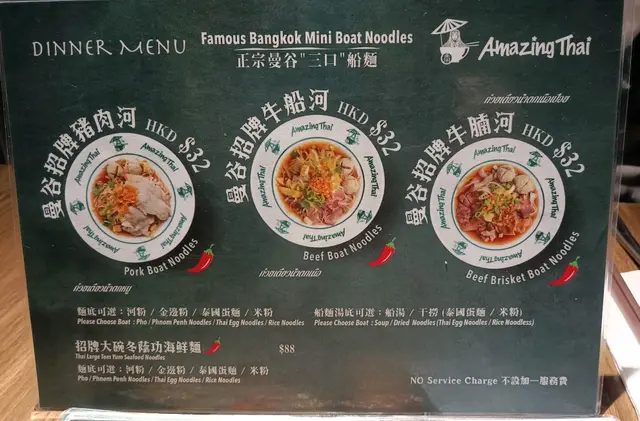 DINNER MENU
Famous Bangkok Mini Boat Noodles
正宗曼谷"三口"船麵
Amazing Thai
曼谷招牌豬肉河
HKD $32
Amazing Thai
Pork Boat Noodles
曼谷招牌牛船河
HKD $32
Amazing Thai
Beef Boat Noodles
曼谷招牌牛腩河
HKD $32
Amazing Thai
Beef Brisket Boat Noodles
麵底可選：河粉 / 金邊粉 / 泰國蛋麵 / 米粉
Please Choose Boat : Pho / Phnom Penh Noodles / Thai Egg Noodles / Rice Noodles
船麵湯底可選：船湯 / 干撈 (泰國蛋麵 / 米粉)
Please Choose Boat : Soup / Dried Noodles (Thai Egg Noodles / Rice Noodless)
招牌大碗冬蔭功海鮮麵 $88
Thai Large Tom Yum Seafood Noodles
麵底可選：河粉 / 金邊粉 / 泰國蛋麵 / 米粉
Pho / Phnom Penh Noodles / Thai Egg Noodles / Rice Noodles
NO Service Charge 不設加一服務費